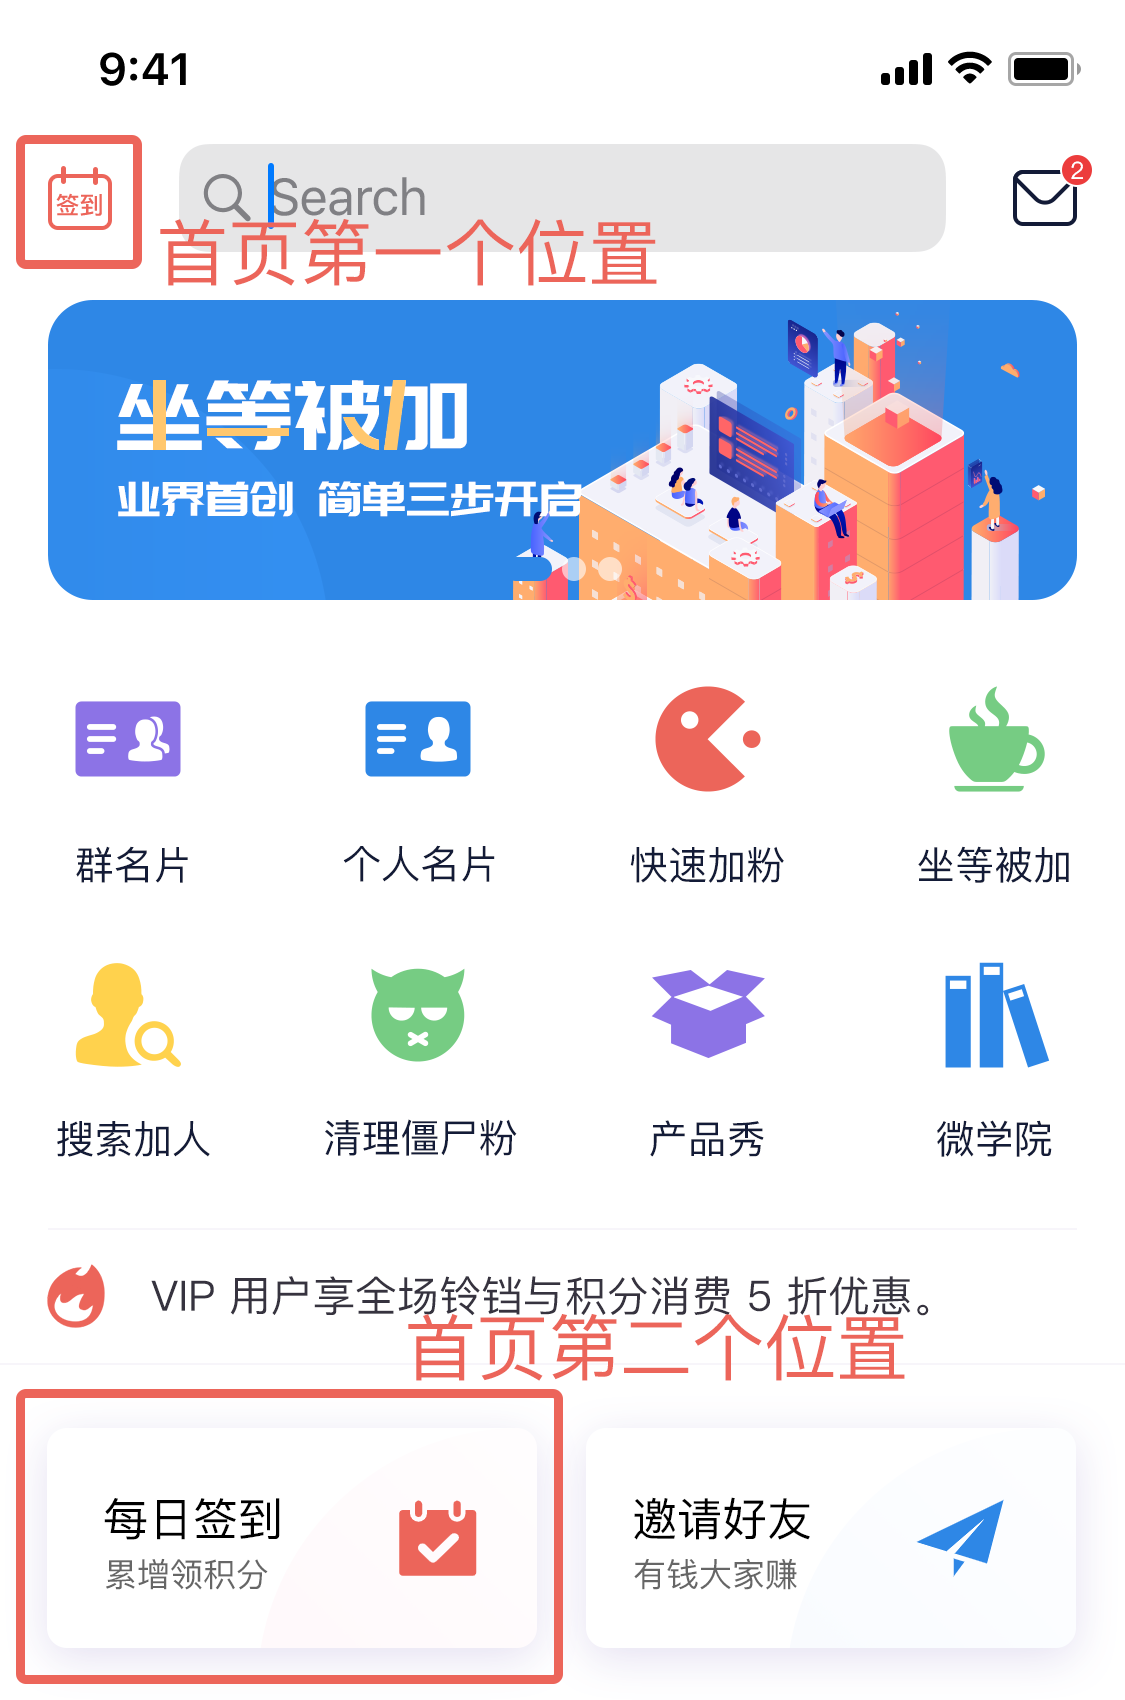 9:41
签到
Search
2
首页第一个位置
坐等被加
业界首创 简单三步开启
群名片
个人名片
快速加粉
坐等被加
搜索加人
清理僵尸粉
产品秀
微学院
VIP 用户享全场铃铛与积分消费 5 折优惠。
首页第二个位置
每日签到
累增领积分
邀请好友
有钱大家赚